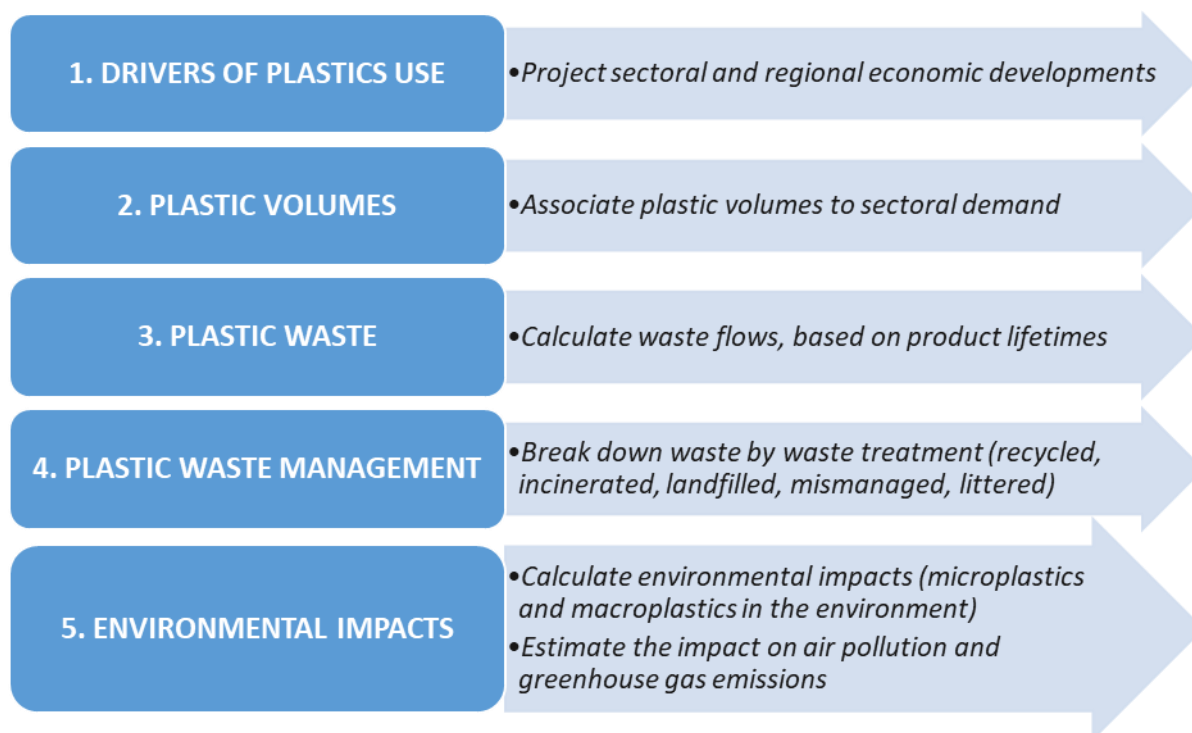 1. DRIVERS OF PLASTICS USE
•Project sectoral and regional economic developments
2. PLASTIC VOLUMES
•Associate plastic volumes to sectoral demand
3. PLASTIC WASTE
•Calculate waste flows, based on product lifetimes
4. PLASTIC WASTE MANAGEMENT
•Break down waste by waste treatment (recycled,
incinerated, landfilled, mismanaged, littered)
5. ENVIRONMENTAL IMPACTS
•Calculate environmental impacts (microplastics
and macroplastics in the environment)
•Estimate the impact on air pollution and
greenhouse gas emissions